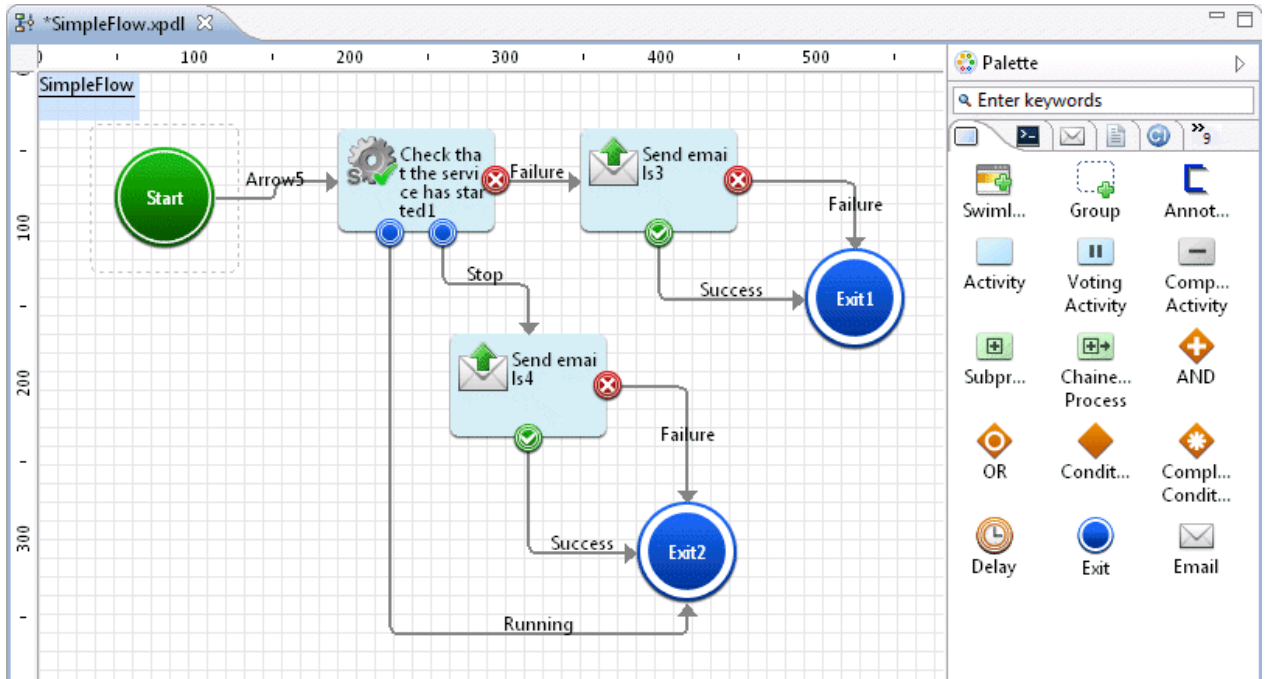 *SimpleFlow.xpdl
100 200 300 400 500
SimpleFlow
100
200
300
Start
Arrow5
Check tha
t the servi
ce has star
ted1
Failure
Send emai
ls3
Failure
Success
Exit1
Stop
Send emai
ls4
Failure
Success
Exit2
Running
Palette
Enter keywords
»9
Swiml...
Group
Annot...
Activity
Voting
Activity
Comp...
Activity
Subpr...
Chaine...
Process
AND
OR
Condit...
Compl...
Condit...
Delay
Exit
Email